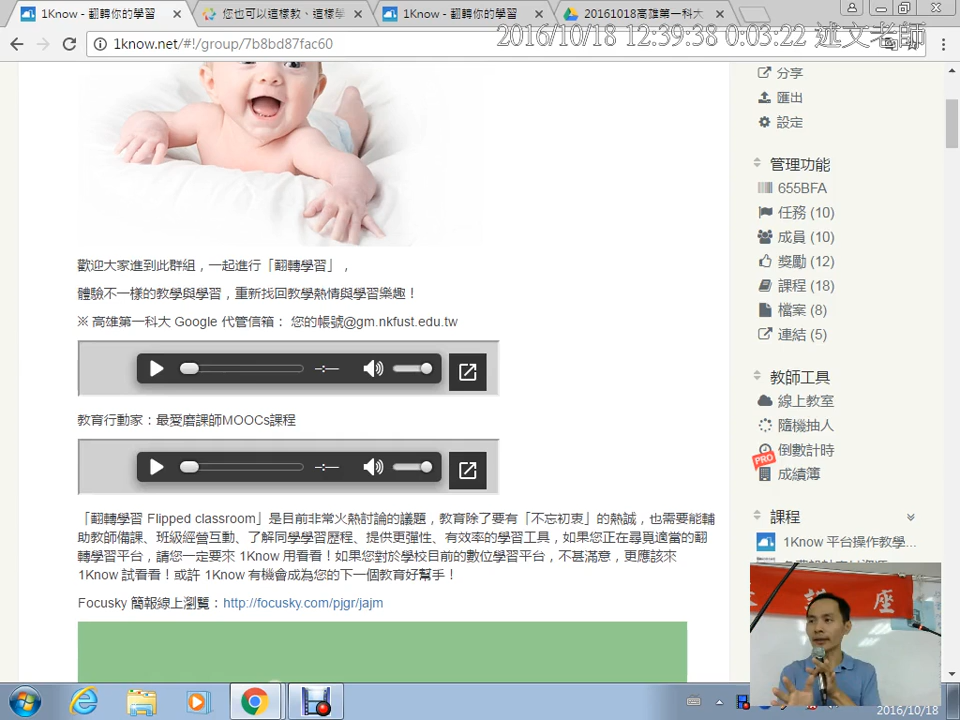 1Know - 翻轉你的學習
您也可以這樣教、這樣學
1Know - 翻轉你的學習
20161018高雄第一科大
1know.net/#!/group/7b8bd87fac60
2016/10/18 12:39:38 0:03:22 述文老師
分享
匯出
設定
管理功能
655BFA
任務 (10)
成員 (10)
獎勵 (12)
課程 (18)
檔案 (8)
連結 (5)
歡迎大家進到此群組，一起進行「翻轉學習」，
體驗不一樣的教學與學習，重新找回教學熱情與學習樂趣！
※ 高雄第一科大 Google 代管信箱： 您的帳號@gm.nkfust.edu.tw
教育行動家：最愛磨課師MOOCs課程
「翻轉學習 Flipped classroom」是目前非常火熱討論的議題，教育除了要有「不忘初衷」的熱誠，也需要能輔
助教師備課、班級經營互動、了解同學學習歷程、提供更彈性、有效率的學習工具，如果您正在尋覓適當的翻
轉學習平台，請您一定要來 1Know 用看看！如果您對於學校目前的數位學習平台，不甚滿意，更應該來
1Know 試看看！或許 1Know 有機會成為您的下一個教育好幫手！
Focusky 簡報線上瀏覽：http://focusky.com/pjgr/jajm
教師工具
線上教室
隨機抽人
倒數計時
PRO
成績簿
課程
1Know 平台操作教學...
講 座
2016/10/18